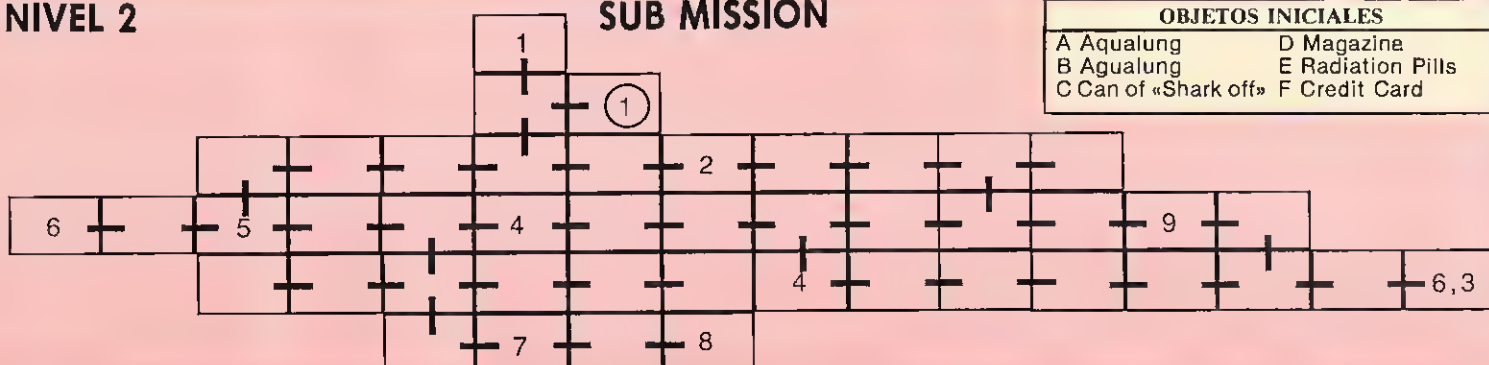 NIVEL 2
SUB MISSION
OBJETOS INICIALES
A Aqualung D Magazine
B Agualung E Radiation Pills
C Can of «Shark off» F Credit Card
1
1
2
6 5 4 9
4 6,3
7 8